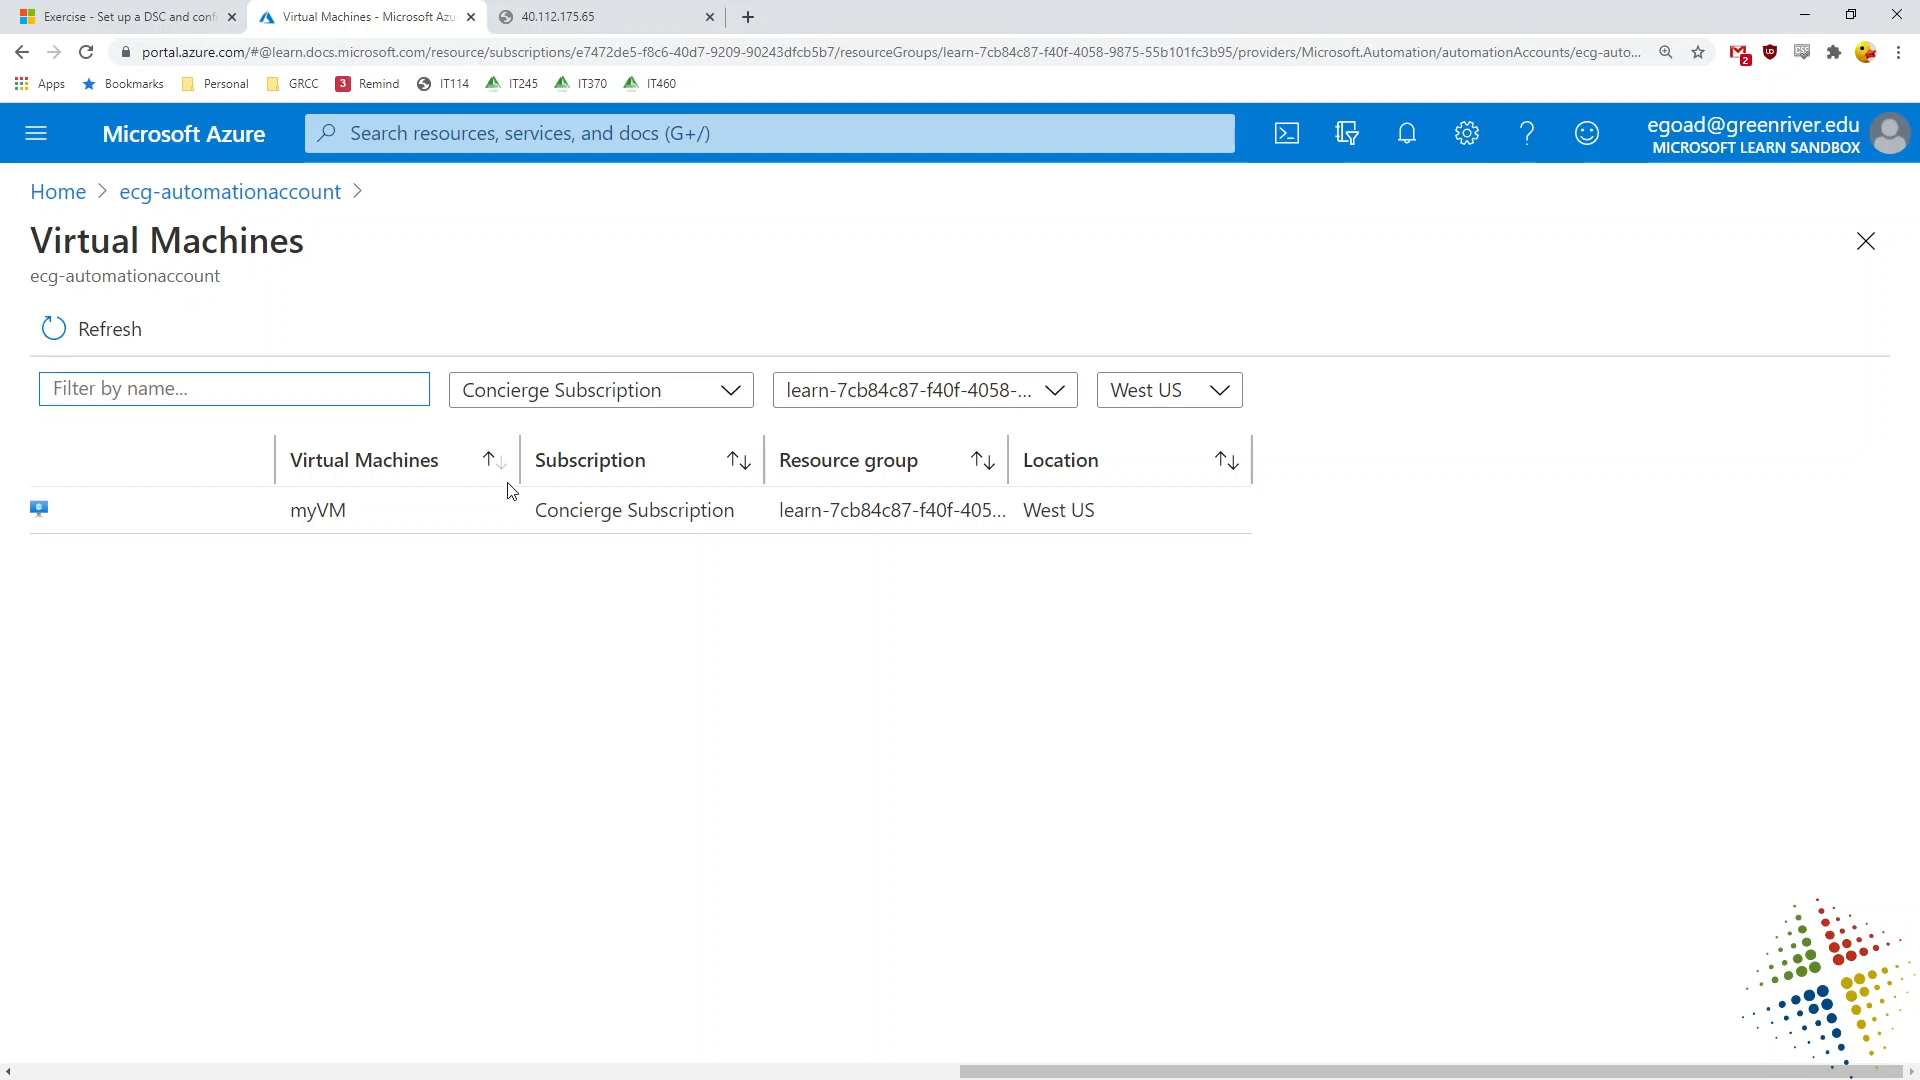 Exercise - Set up a DSC and confi
Virtual Machines - Microsoft Azu
40.112.175.65
portal.azure.com/#@learn.docs.microsoft.com/resource/subscriptions/e7472de5-f8c6-40d7-9209-90243dfcb5b7/resourceGroups/learn-7cb84c87-f40f-4058-9875-55b101fc3b95/providers/Microsoft.Automation/automationAccounts/ecg-auto...
2
Apps
Bookmarks
Personal
GRCC
3
Remind
IT114
IT245
IT370
IT460
Microsoft Azure
Search resources, services, and docs (G+/)
egoad@greenriver.edu
MICROSOFT LEARN SANDBOX
Home > ecg-automationaccount >
Virtual Machines
ecg-automationaccount
Refresh
Filter by name...
Concierge Subscription
learn-7cb84c87-f40f-4058-...
West US
Virtual Machines
Subscription
Resource group
Location
myVM
Concierge Subscription
learn-7cb84c87-f40f-405...
West US